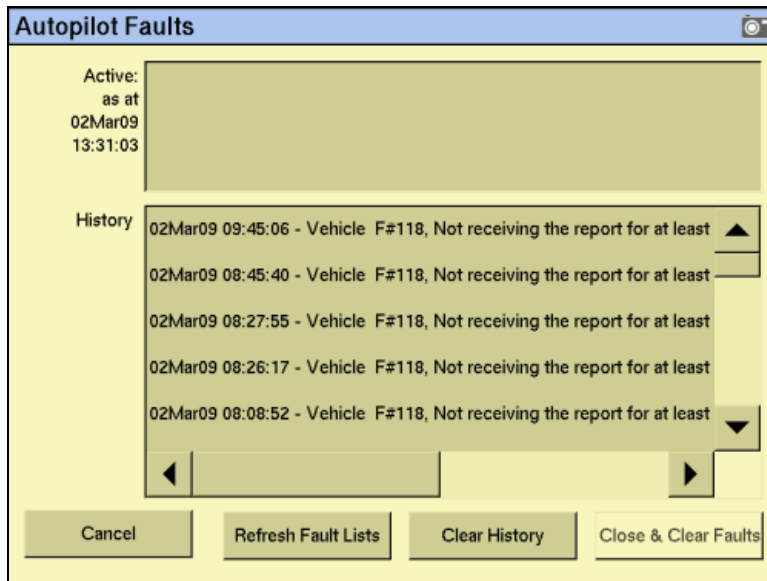 Autopilot Faults
Active:
as at
02Mar09
13:31:03
History
02Mar09 09:45:06 - Vehicle F#118, Not receiving the report for at least
02Mar09 08:45:40 - Vehicle F#118, Not receiving the report for at least
02Mar09 08:27:55 - Vehicle F#118, Not receiving the report for at least
02Mar09 08:26:17 - Vehicle F#118, Not receiving the report for at least
02Mar09 08:08:52 - Vehicle F#118, Not receiving the report for at least
Cancel
Refresh Fault Lists
Clear History
Close & Clear Faults